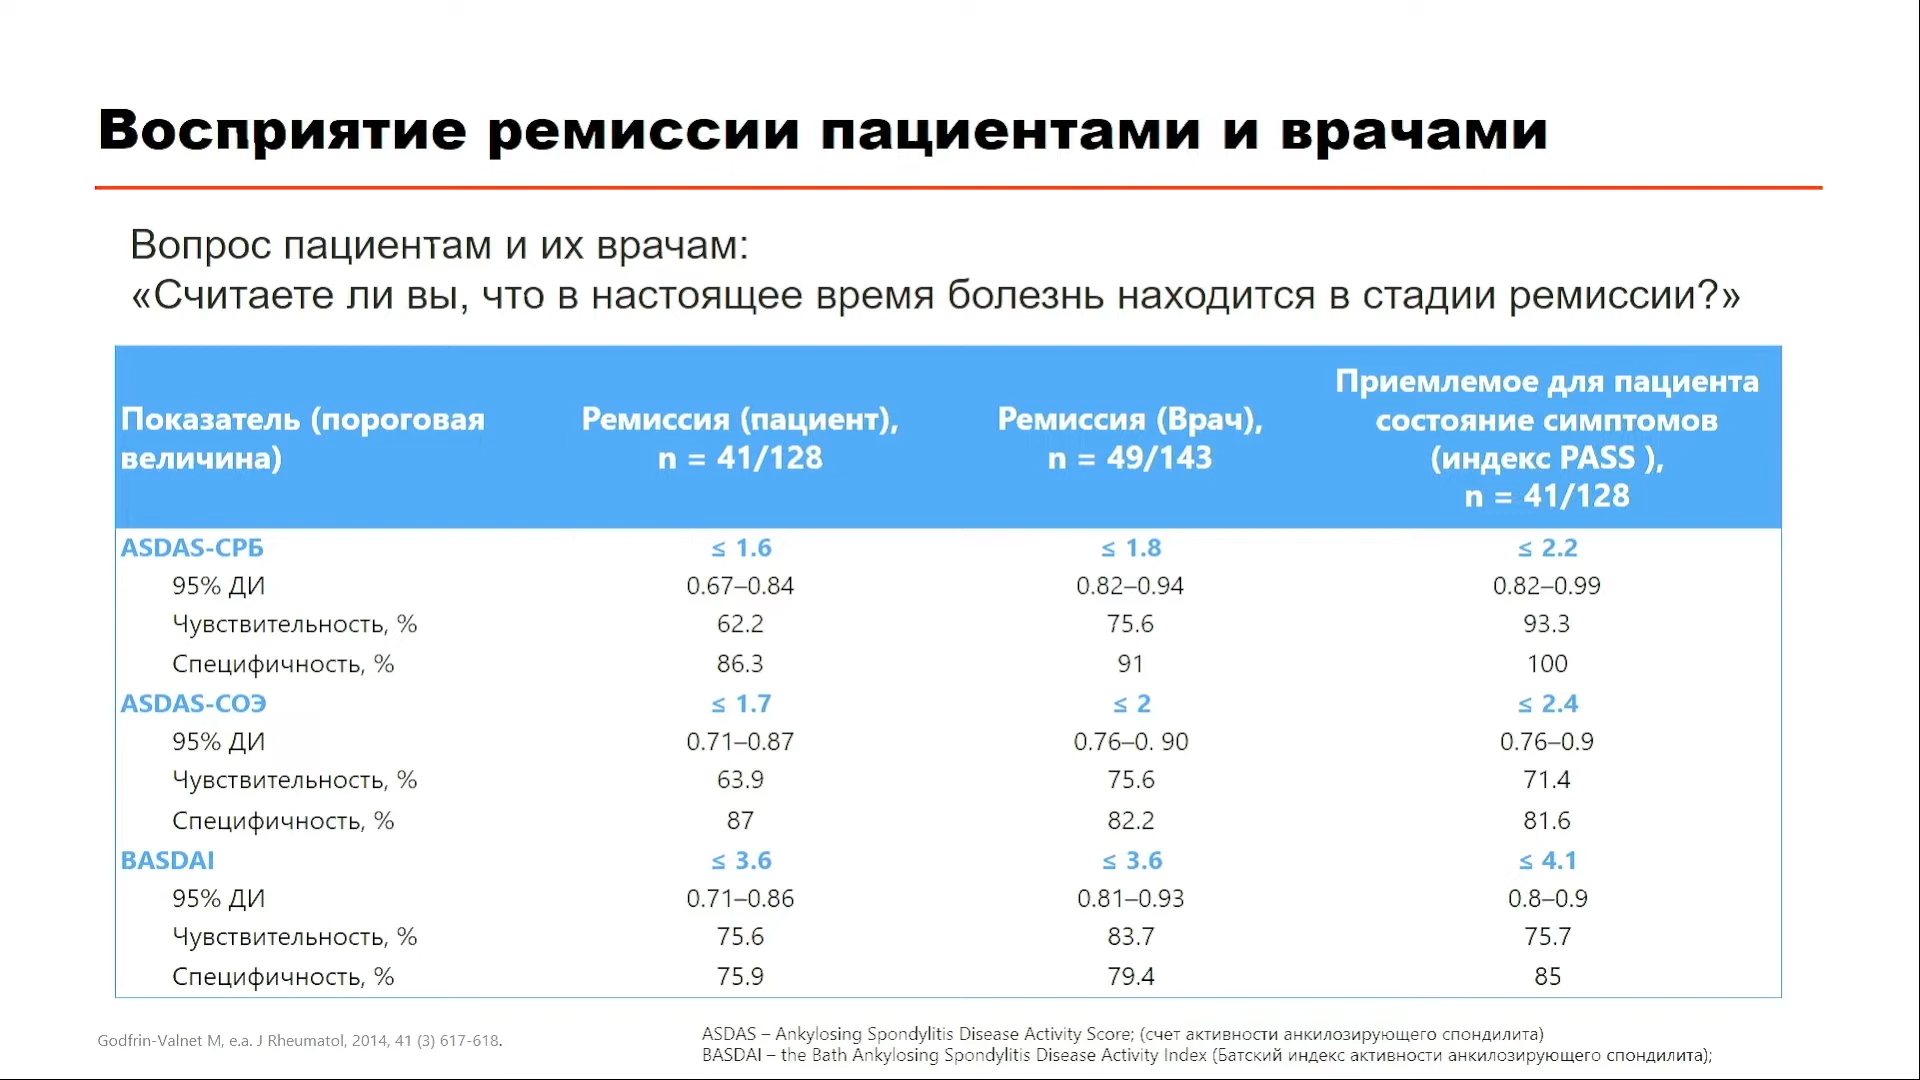 Восприятие ремиссии пациентами и врачами
Вопрос пациентам и их врачам:
«Считаете ли вы, что в настоящее время болезнь находится в стадии ремиссии?»
Показатель (пороговая величина) Ремиссия (пациент), n = 41/128 Ремиссия (Врач), n = 49/143 Приемлемое для пациента состояние симптомов (индекс PASS ), n = 41/128
ASDAS-СРБ ≤ 1.6 ≤ 1.8 ≤ 2.2
95% ДИ 0.67–0.84 0.82–0.94 0.82–0.99
Чувствительность, % 62.2 75.6 93.3
Специфичность, % 86.3 91 100
ASDAS-СОЭ ≤ 1.7 ≤ 2 ≤ 2.4
95% ДИ 0.71–0.87 0.76–0. 90 0.76–0.9
Чувствительность, % 63.9 75.6 71.4
Специфичность, % 87 82.2 81.6
BASDAI ≤ 3.6 ≤ 3.6 ≤ 4.1
95% ДИ 0.71–0.86 0.81–0.93 0.8–0.9
Чувствительность, % 75.6 83.7 75.7
Специфичность, % 75.9 79.4 85
Godfrin-Valnet M, e.a. J Rheumatol, 2014, 41 (3) 617-618.
ASDAS – Ankylosing Spondylitis Disease Activity Score; (счет активности анкилозирующего спондилита)
BASDAI – the Bath Ankylosing Spondylitis Disease Activity Index (Батский индекс активности анкилозирующего спондилита);